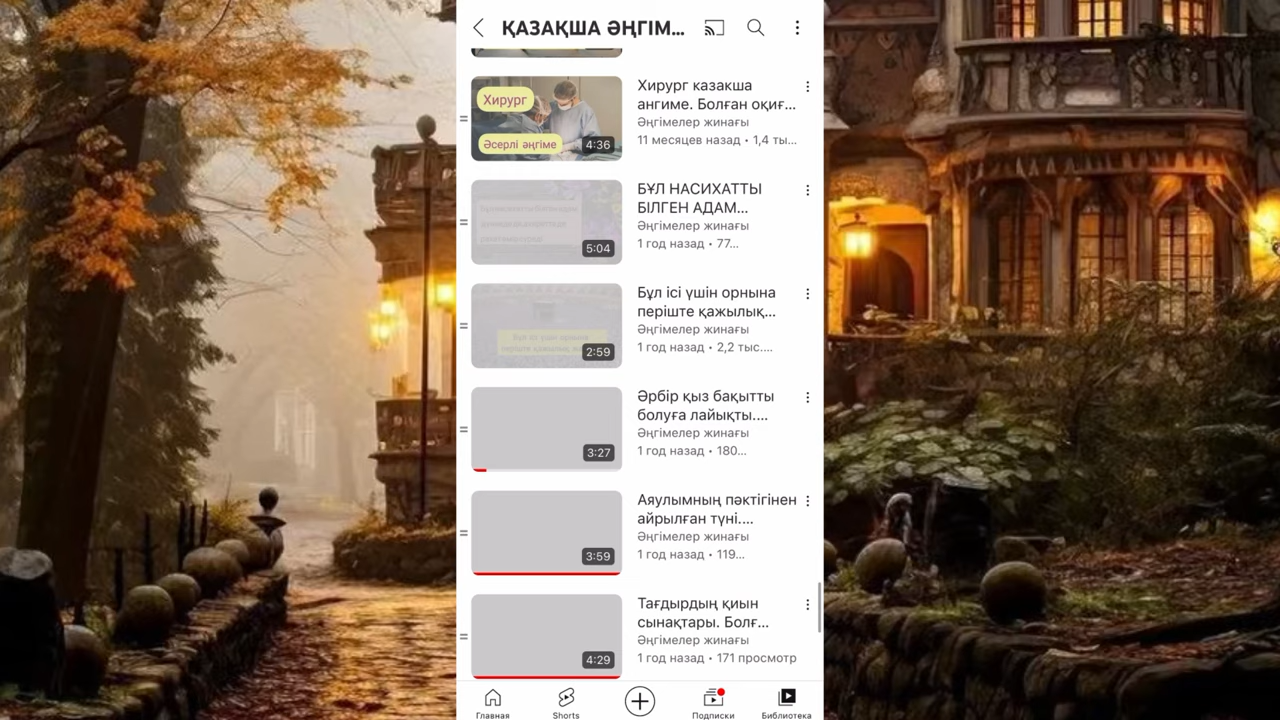 ҚАЗАҚША ӘҢГІМ...
Хирург
Әсерлі әңгіме
4:36
Хирург казакша
ангиме. Болған оқиғ...
Әңгімелер жинағы
11 месяцев назад • 1,4 ты...
5:04
БҰЛ НАСИХАТТЫ
БІЛГЕН АДАМ...
Әңгімелер жинағы
1 год назад • 77...
2:59
Бұл ісі үшін орнына
періште қажылық...
Әңгімелер жинағы
1 год назад • 2,2 тыс....
3:27
Әрбір қыз бақытты
болуға лайықты....
Әңгімелер жинағы
1 год назад • 180...
3:59
Аяулымның пәктігінен
айрылған түні....
Әңгімелер жинағы
1 год назад • 119...
4:29
Тағдырдың қиын
сынақтары. Болғ...
Әңгімелер жинағы
1 год назад • 171 просмотр
Главная
Shorts
Подписки
Библиотека